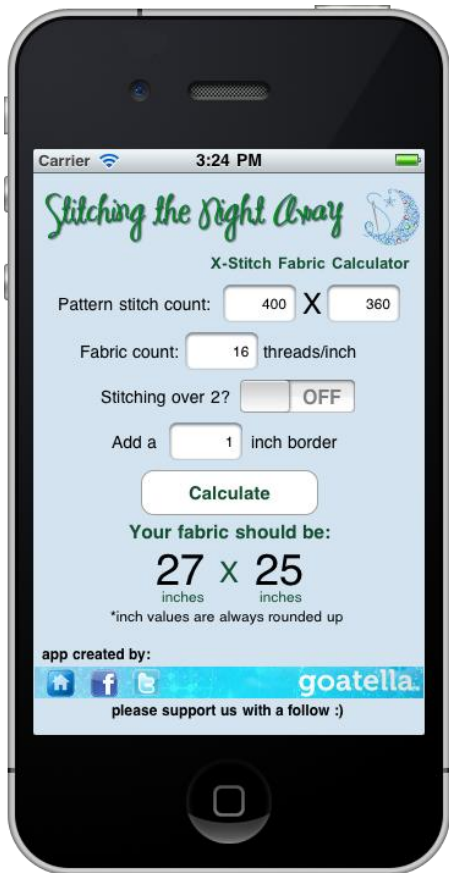 Carrier 3:24 PM
Stitching the Night Away
X-Stitch Fabric Calculator
Pattern stitch count: 400 X 360
Fabric count: 16 threads/inch
Stitching over 2? OFF
Add a 1 inch border
Calculate
Your fabric should be:
27 x 25
inches inches
*inch values are always rounded up
app created by:
f t goatella.
please support us with a follow :)